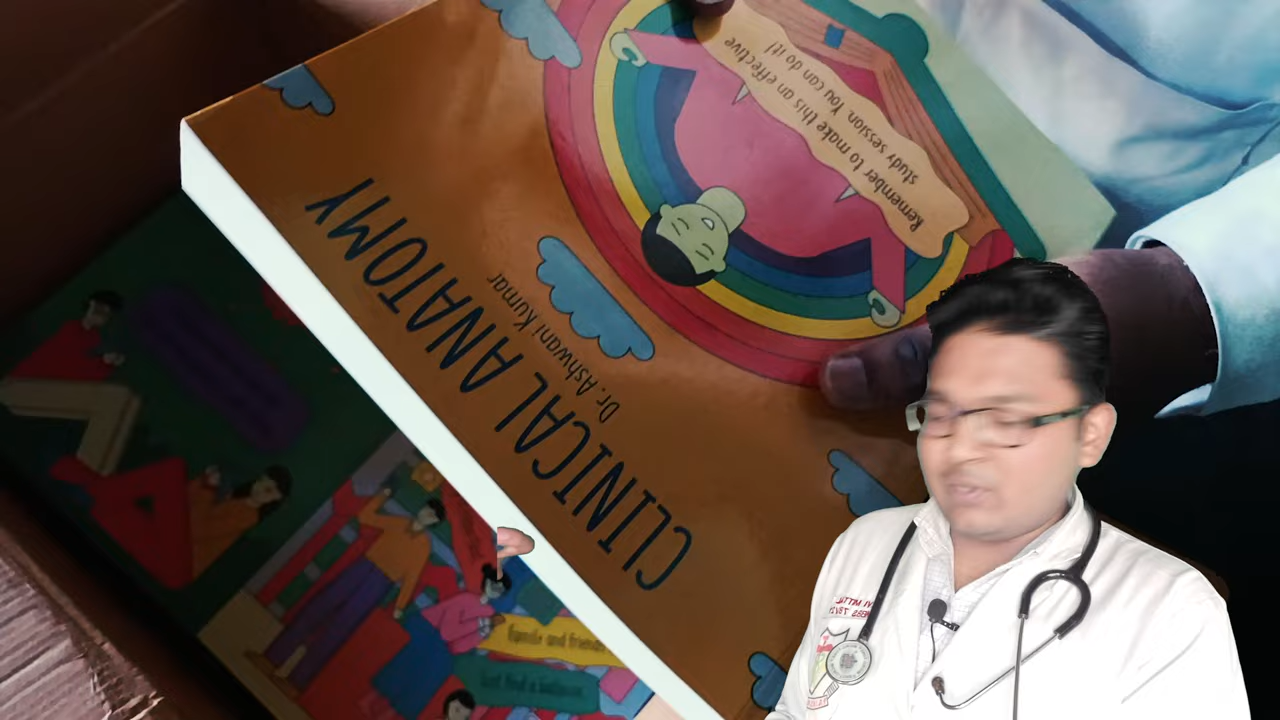 Remember to make this an effective
study session. You can do it!
CLINICAL ANATOMY
Dr. Ashwani Kumar
family and friends
just find a balance.